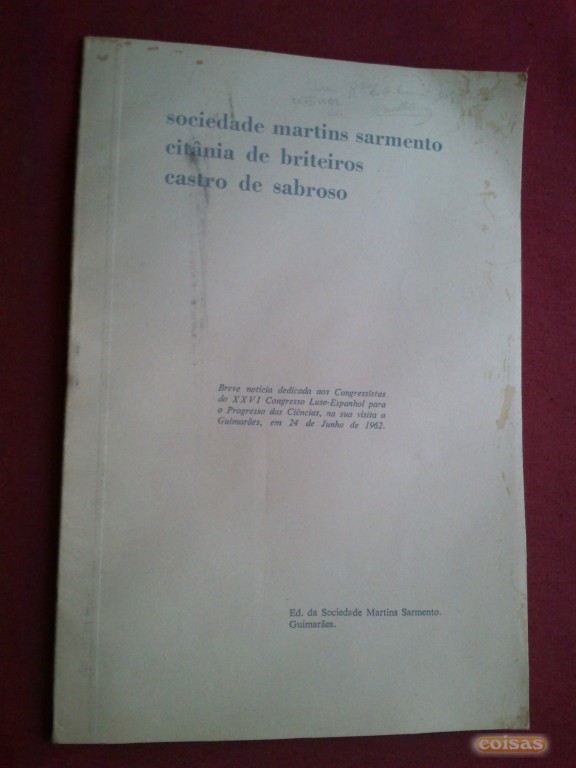 sociedade martins sarmento
citânia de briteiros
castro de sabroso
Breve notícia dedicada aos Congressistas
do XXVI Congresso Luso-Espanhol para
o Progresso das Ciências, na sua visita a
Guimarães, em 24 de Junho de 1962.
Ed. da Sociedade Martins Sarmento.
Guimarães.
coisas